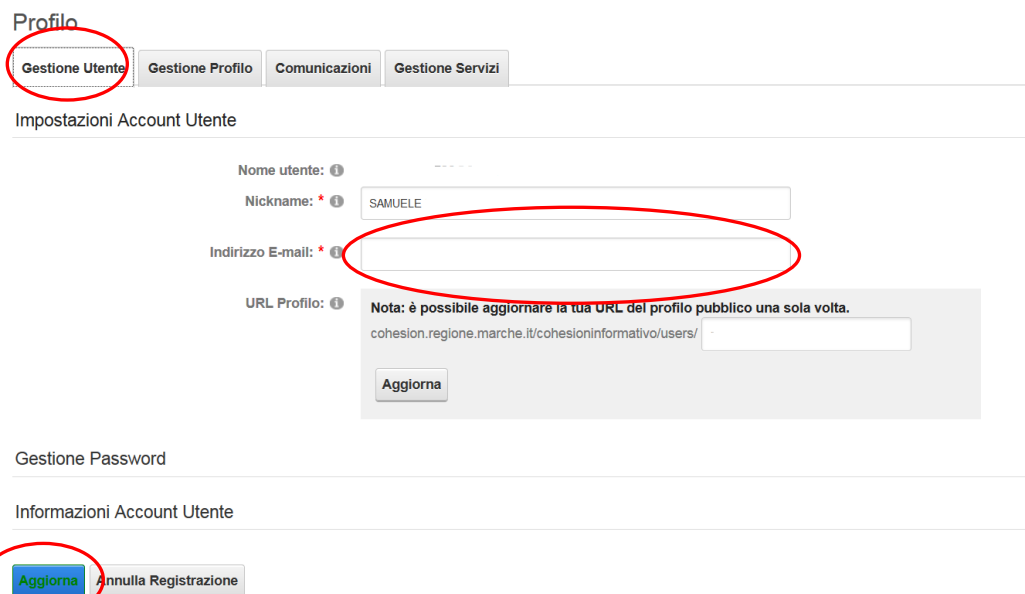 Profilo
Gestione Utente Gestione Profilo Comunicazioni Gestione Servizi
Impostazioni Account Utente
Nome utente:
Nickname: * SAMUELE
Indirizzo E-mail: *
URL Profilo: Nota: è possibile aggiornare la tua URL del profilo pubblico una sola volta.
cohesion.regione.marche.it/cohesioninformativo/users/
Aggiorna
Gestione Password
Informazioni Account Utente
Aggiorna Annulla Registrazione